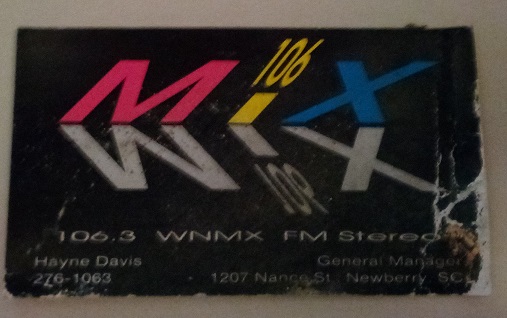 106
MiX
106.3 WNMX FM Stereo
Hayne Davis General Manager
276-1063 1207 Nance St. Newberry, SC